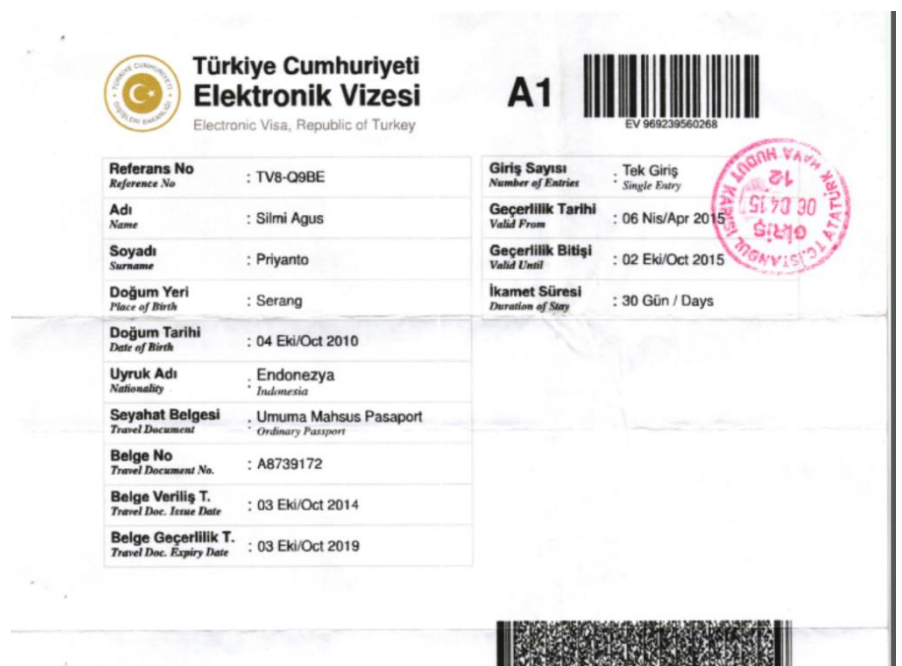 Türkiye Cumhuriyeti
Elektronik Vizesi
Electronic Visa, Republic of Turkey
A1
EV 969239560268
Referans No
Reference No
: TV8-Q9BE
Adı
Name
: Silmi Agus
Soyadı
Surname
: Priyanto
Doğum Yeri
Place of Birth
: Serang
Doğum Tarihi
Date of Birth
: 04 Eki/Oct 2010
Uyruk Adı
Nationality
: Endonezya
Indonesia
Seyahat Belgesi
Travel Document
: Umuma Mahsus Pasaport
Ordinary Passport
Belge No
Travel Document No.
: A8739172
Belge Veriliş T.
Travel Doc. Issue Date
: 03 Eki/Oct 2014
Belge Geçerlilik T.
Travel Doc. Expiry Date
: 03 Eki/Oct 2019
Giriş Sayısı
Number of Entries
: Tek Giriş
Single Entry
Geçerlilik Tarihi
Valid From
: 06 Nis/Apr 2015
Geçerlilik Bitişi
Valid Until
: 02 Eki/Oct 2015
İkamet Süresi
Duration of Stay
: 30 Gün / Days
GİRİŞ
12